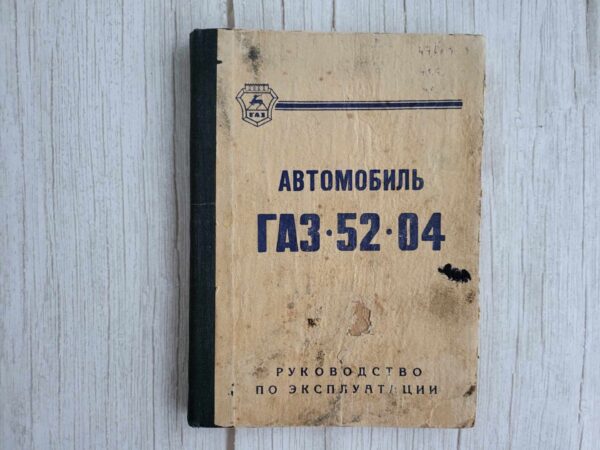 ГАЗ
АВТОМОБИЛЬ
ГАЗ·52·04
РУКОВОДСТВО
ПО ЭКСПЛУАТАЦИИ